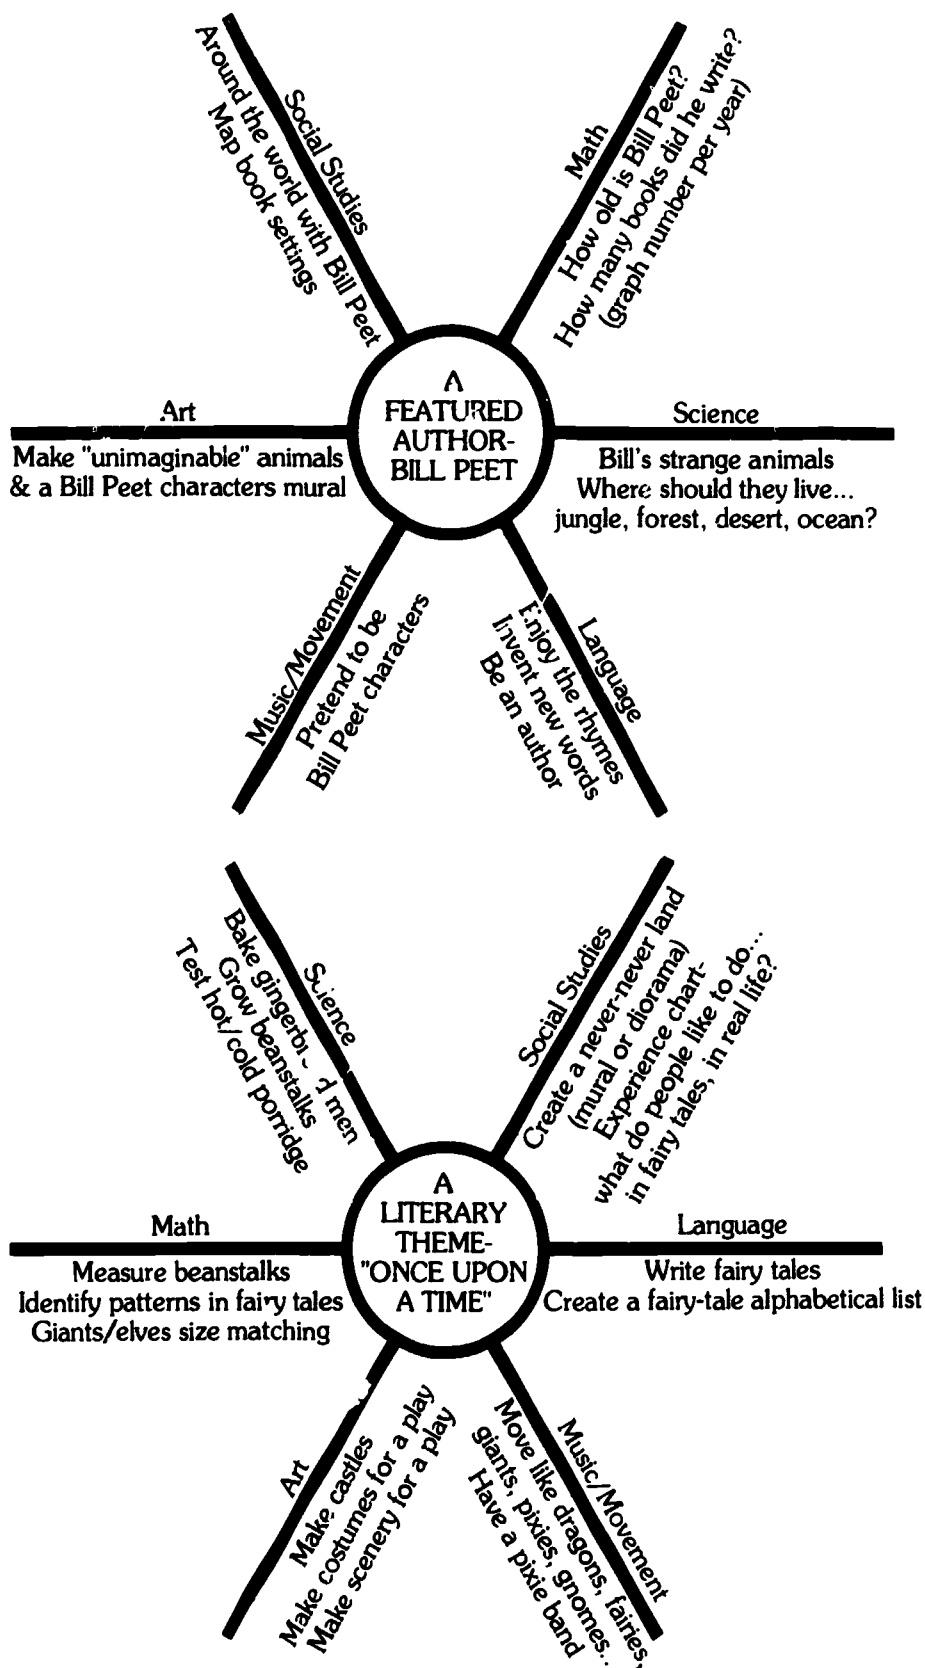 Social Studies
Around the world with Bill Peet
Map book settings
Math
How old is Bill Peet?
How many books did he write?
(graph number per year)
A
FEATURED
AUTHOR-
BILL PEET
Art
Make "unimaginable" animals
& a Bill Peet characters mural
Science
Bill's strange animals
Where should they live...
jungle, forest, desert, ocean?
Music/Movement
Pretend to be
Bill Peet characters
Language
Enjoy the rhymes
Invent new words
Be an author
Science
Bake gingerbread men
Grow beanstalks
Test hot/cold porridge
Social Studies
Create a never-never land
(mural or diorama)
Experience chart-
what do people like to do...
in fairy tales, in real life?
A
LITERARY
THEME-
"ONCE UPON
A TIME"
Math
Measure beanstalks
Identify patterns in fairy tales
Giants/elves size matching
Language
Write fairy tales
Create a fairy-tale alphabetical list
Art
Make castles
Make costumes for a play
Make scenery for a play
Music/Movement
Move like dragons, fairies,
giants, pixies, gnomes...
Have a pixie band